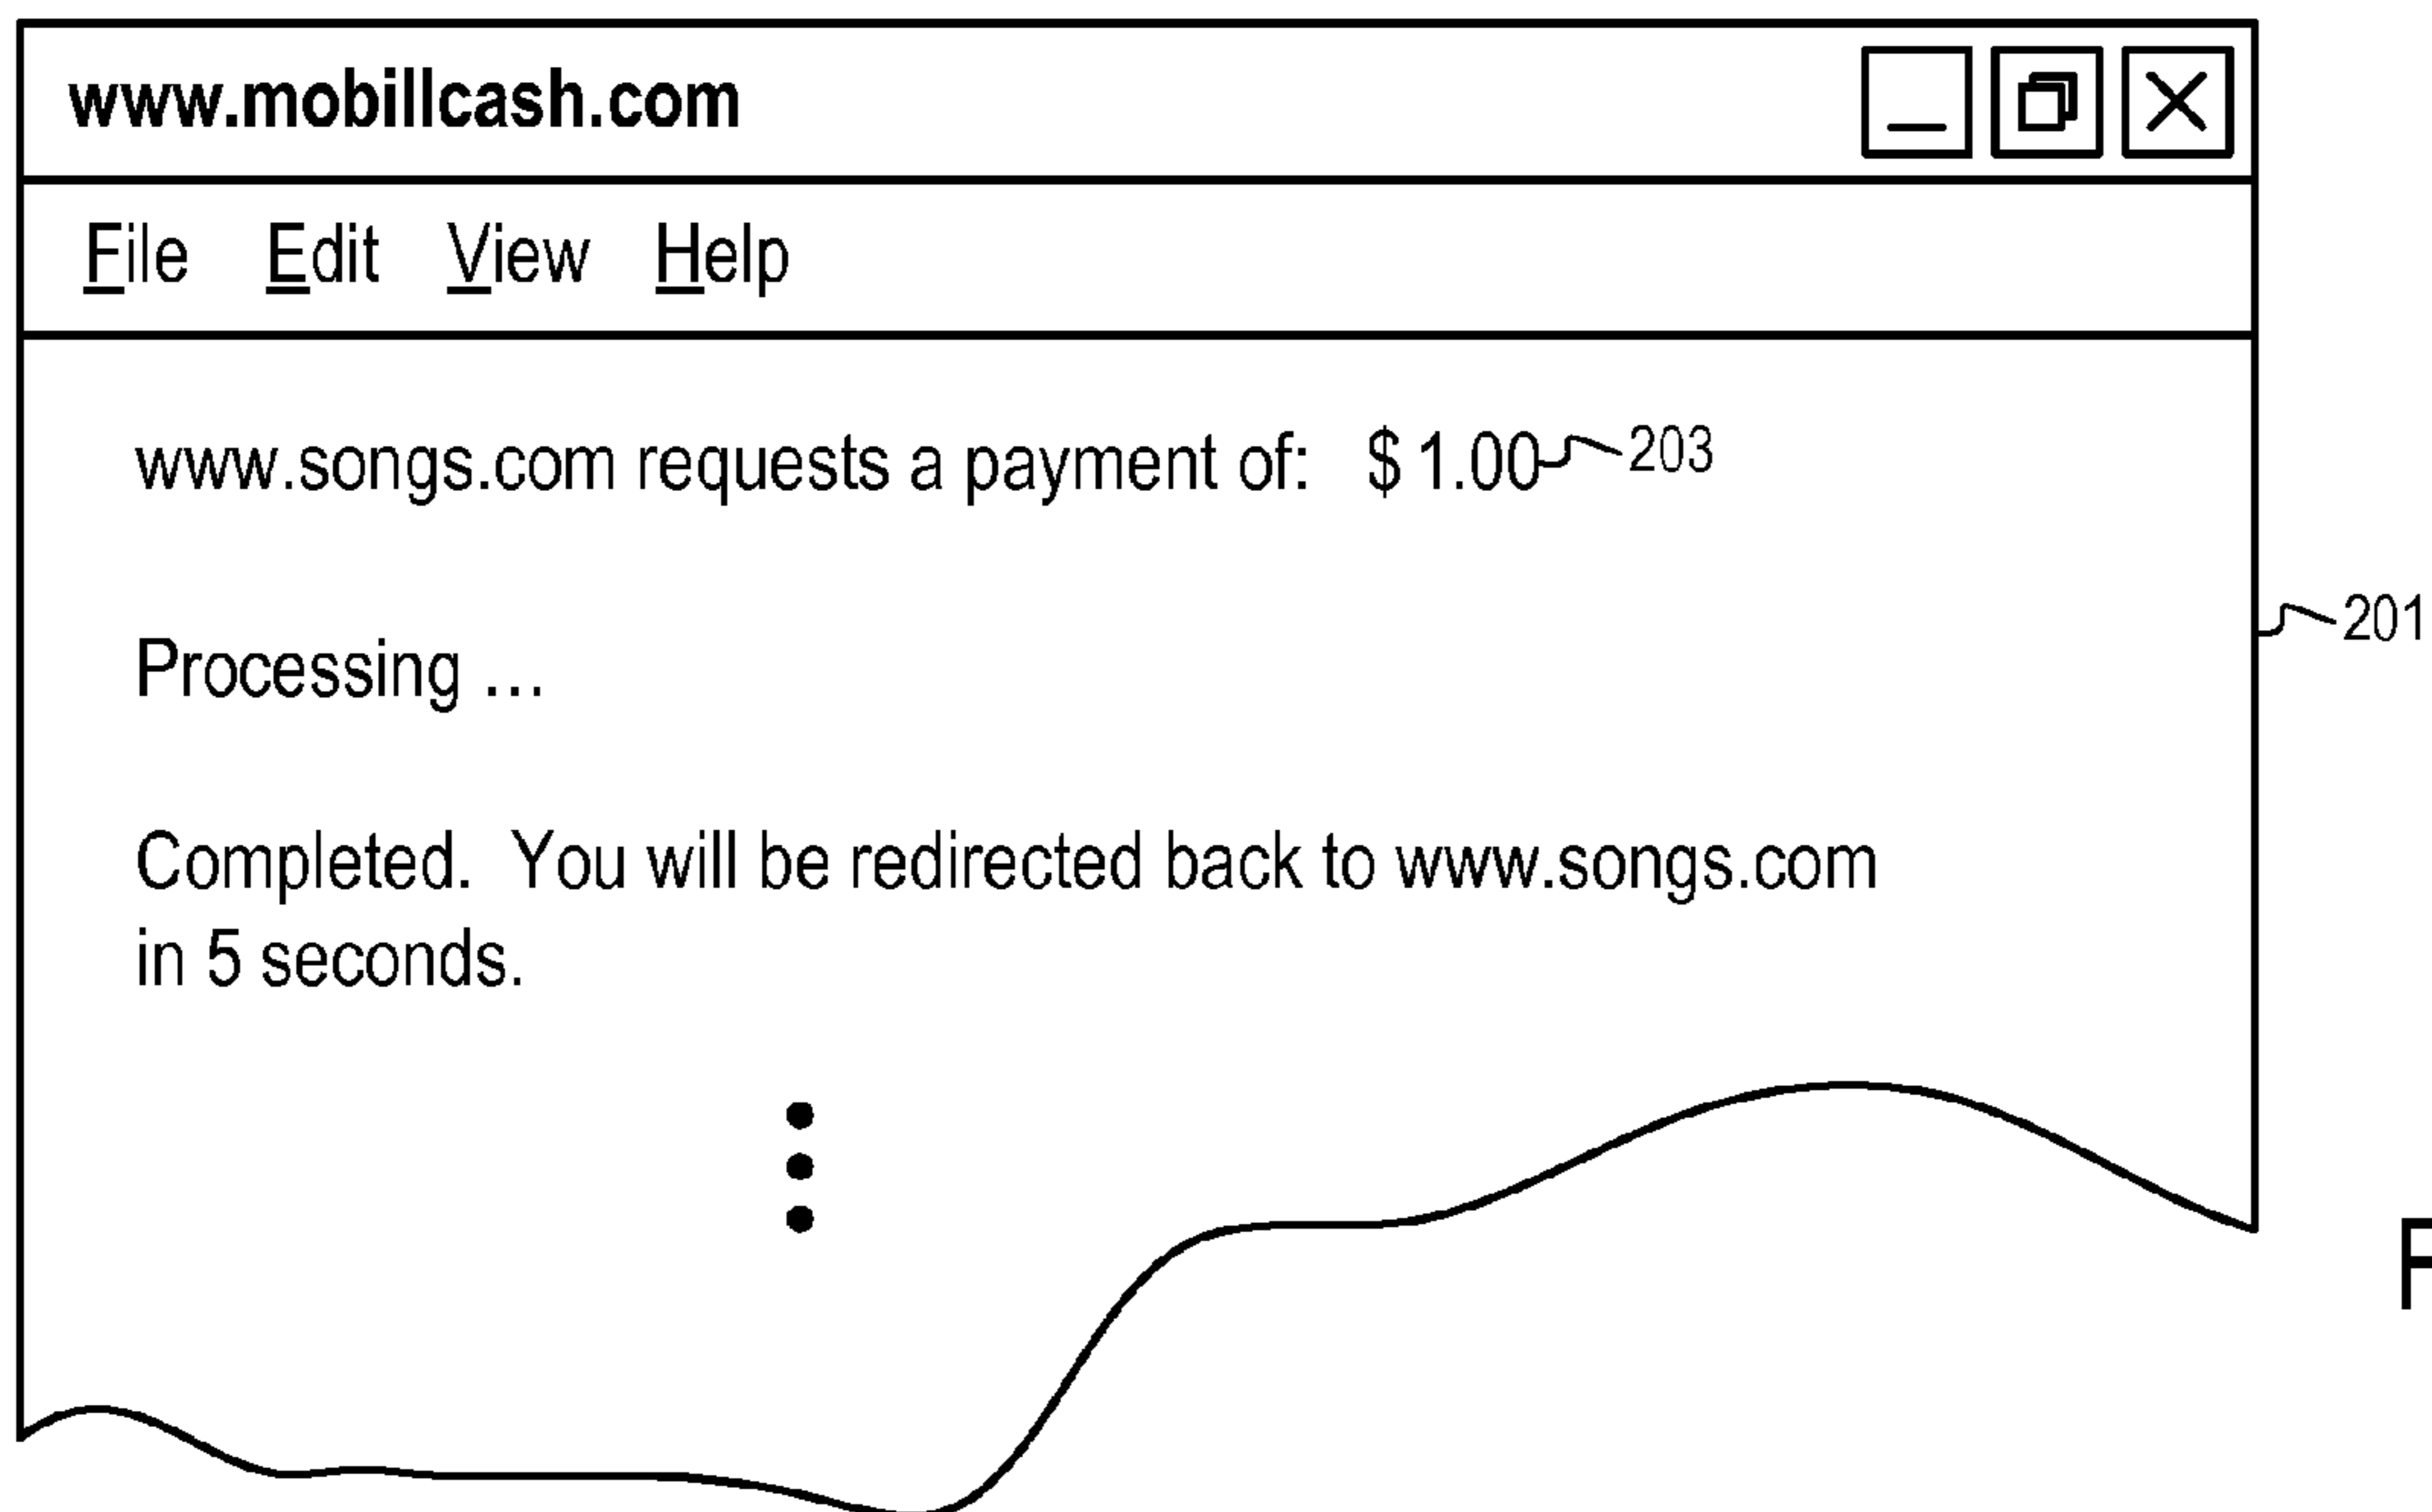 www.mobillcash.com
File Edit View Help
www.songs.com requests a payment of: $ 1.00 203
201
Processing ...
Completed. You will be redirected back to www.songs.com
in 5 seconds.